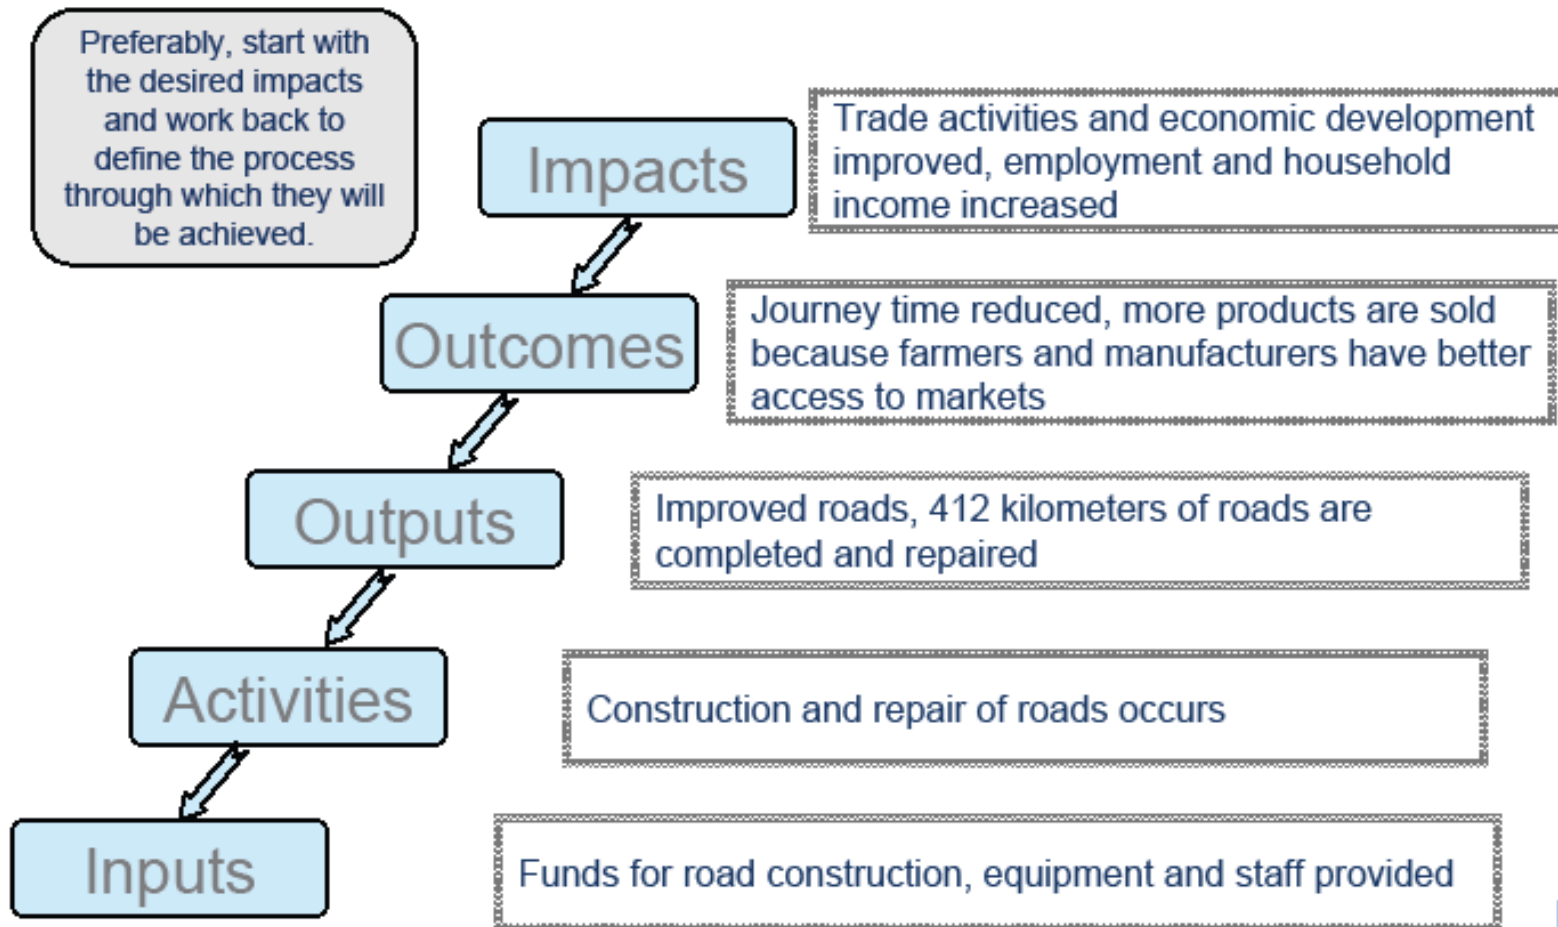 Preferably, start with
the desired impacts
and work back to
define the process
through which they will
be achieved.
Impacts
Trade activities and economic development
improved, employment and household
income increased
Outcomes
Journey time reduced, more products are sold
because farmers and manufacturers have better
access to markets
Outputs
Improved roads, 412 kilometers of roads are
completed and repaired
Activities
Construction and repair of roads occurs
Inputs
Funds for road construction, equipment and staff provided